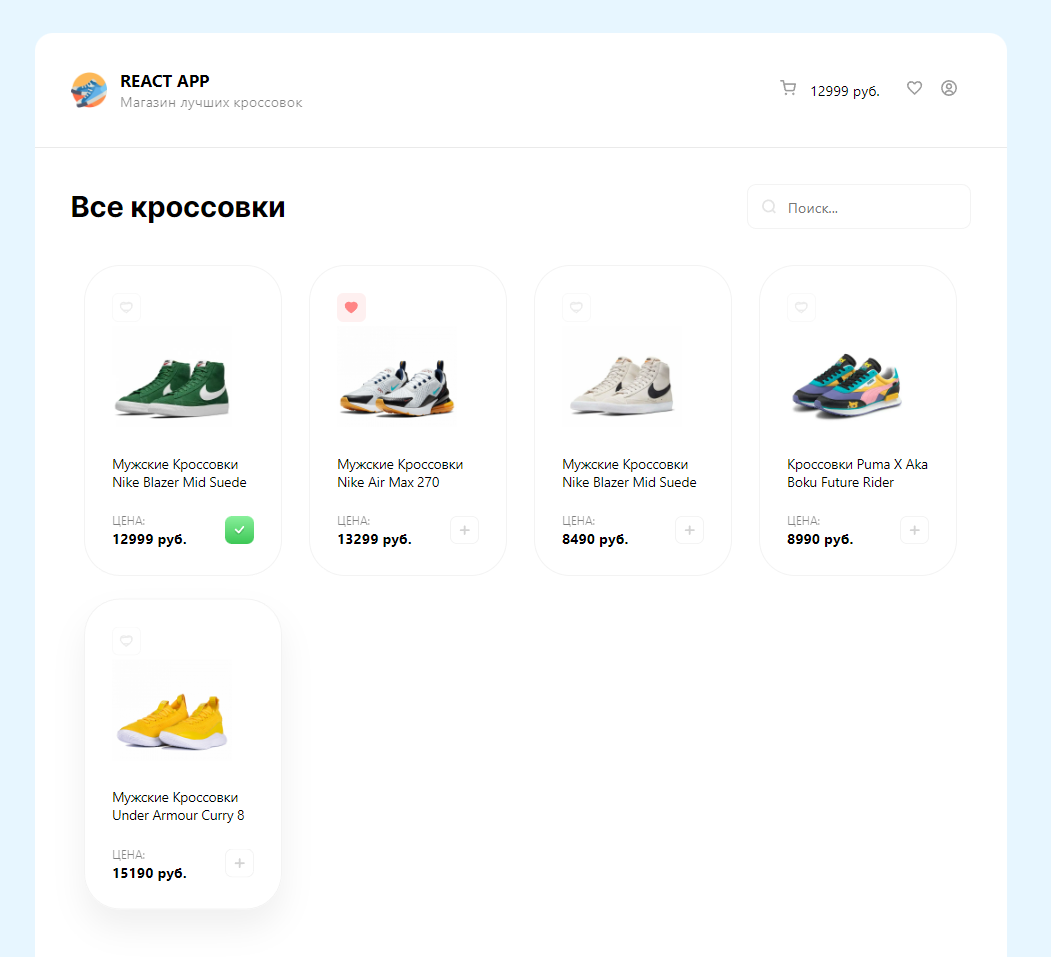 REACT APP
Магазин лучших кроссовок
12999 руб.
Все кроссовки
Поиск...
Мужские Кроссовки
Nike Blazer Mid Suede
ЦЕНА:
12999 руб.
Мужские Кроссовки
Nike Air Max 270
ЦЕНА:
13299 руб.
Мужские Кроссовки
Nike Blazer Mid Suede
ЦЕНА:
8490 руб.
Кроссовки Puma X Aka
Boku Future Rider
ЦЕНА:
8990 руб.
Мужские Кроссовки
Under Armour Curry 8
ЦЕНА:
15190 руб.